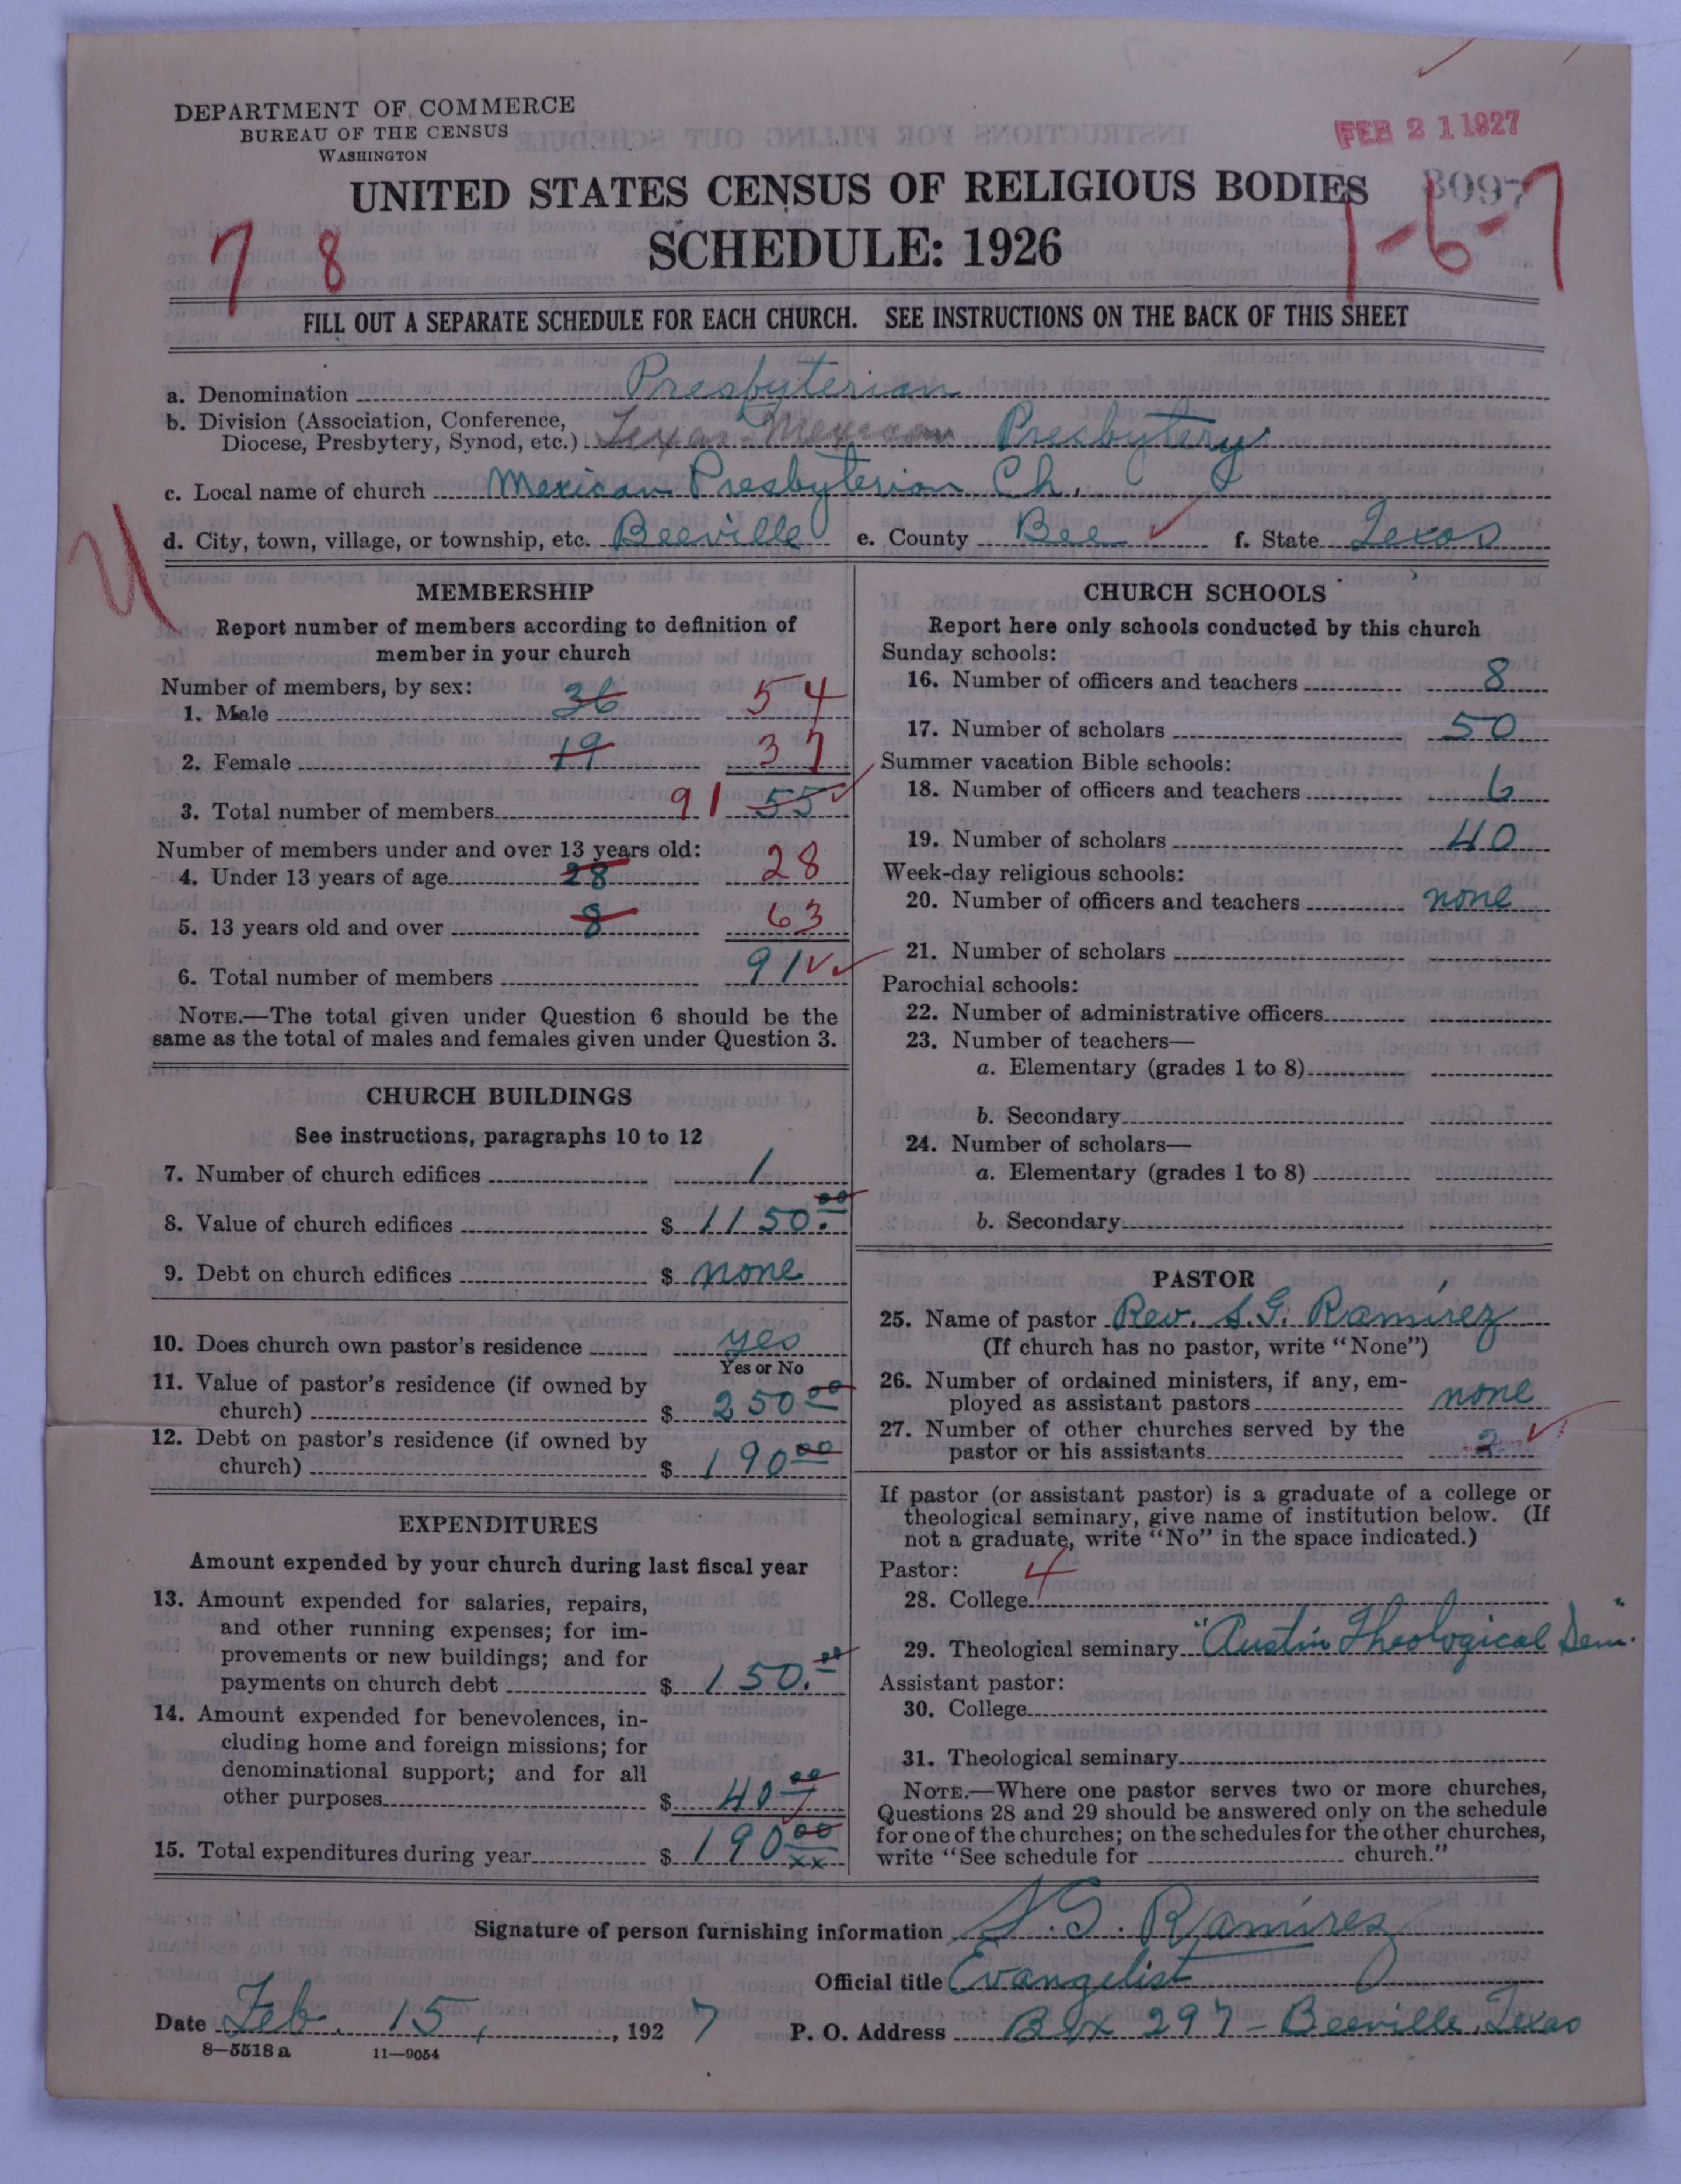 DEPARTMENT OF COMMERCE
BUREAU OF THE CENSUS
WASHINGTON
FEB 21 1927
UNITED STATES CENSUS OF RELIGIOUS BODIES
8097
SCHEDULE: 1926
7 8
1-6-7
FILL OUT A SEPARATE SCHEDULE FOR EACH CHURCH. SEE INSTRUCTIONS ON THE BACK OF THIS SHEET
a. Denomination Presbyterian
b. Division (Association, Conference,
Diocese, Presbytery, Synod, etc.) Texas-Mexican Presbytery
c. Local name of church Mexican Presbyterian Ch.
d. City, town, village, or township, etc. Beeville e. County Bee f. State Texas
MEMBERSHIP
Report number of members according to definition of
member in your church
Number of members, by sex:
1. Male 36 54
2. Female 19 37
3. Total number of members 91 55
Number of members under and over 13 years old:
4. Under 13 years of age 28 28
5. 13 years old and over 8 63
6. Total number of members 91
NOTE.—The total given under Question 6 should be the
same as the total of males and females given under Question 3.
CHURCH BUILDINGS
See instructions, paragraphs 10 to 12
7. Number of church edifices 1
8. Value of church edifices $ 1150.00
9. Debt on church edifices $ none
10. Does church own pastor's residence yes
Yes or No
11. Value of pastor's residence (if owned by
church) $ 250 00
12. Debt on pastor's residence (if owned by
church) $ 190 00
EXPENDITURES
Amount expended by your church during last fiscal year
13. Amount expended for salaries, repairs,
and other running expenses; for im-
provements or new buildings; and for
payments on church debt $ 150.00
14. Amount expended for benevolences, in-
cluding home and foreign missions; for
denominational support; and for all
other purposes $ 40 00
15. Total expenditures during year $ 190 00
xx
CHURCH SCHOOLS
Report here only schools conducted by this church
Sunday schools:
16. Number of officers and teachers 8
17. Number of scholars 50
Summer vacation Bible schools:
18. Number of officers and teachers 6
19. Number of scholars 40
Week-day religious schools:
20. Number of officers and teachers none
21. Number of scholars
Parochial schools:
22. Number of administrative officers
23. Number of teachers—
a. Elementary (grades 1 to 8)
b. Secondary
24. Number of scholars—
a. Elementary (grades 1 to 8)
b. Secondary
PASTOR
25. Name of pastor Rev. S.G. Ramírez
(If church has no pastor, write "None")
26. Number of ordained ministers, if any, em-
ployed as assistant pastors none
27. Number of other churches served by the
pastor or his assistants 2
If pastor (or assistant pastor) is a graduate of a college or
theological seminary, give name of institution below. (If
not a graduate, write "No" in the space indicated.)
Pastor: 4
28. College
29. Theological seminary "Austin Theological Sem."
Assistant pastor:
30. College
31. Theological seminary
NOTE.—Where one pastor serves two or more churches,
Questions 28 and 29 should be answered only on the schedule
for one of the churches; on the schedules for the other churches,
write "See schedule for church."
Signature of person furnishing information S. G. Ramírez
Official title Evangelist
Date Feb. 15, 1927 P. O. Address Box 297 - Beeville, Texas
8—5518 a 11—9054